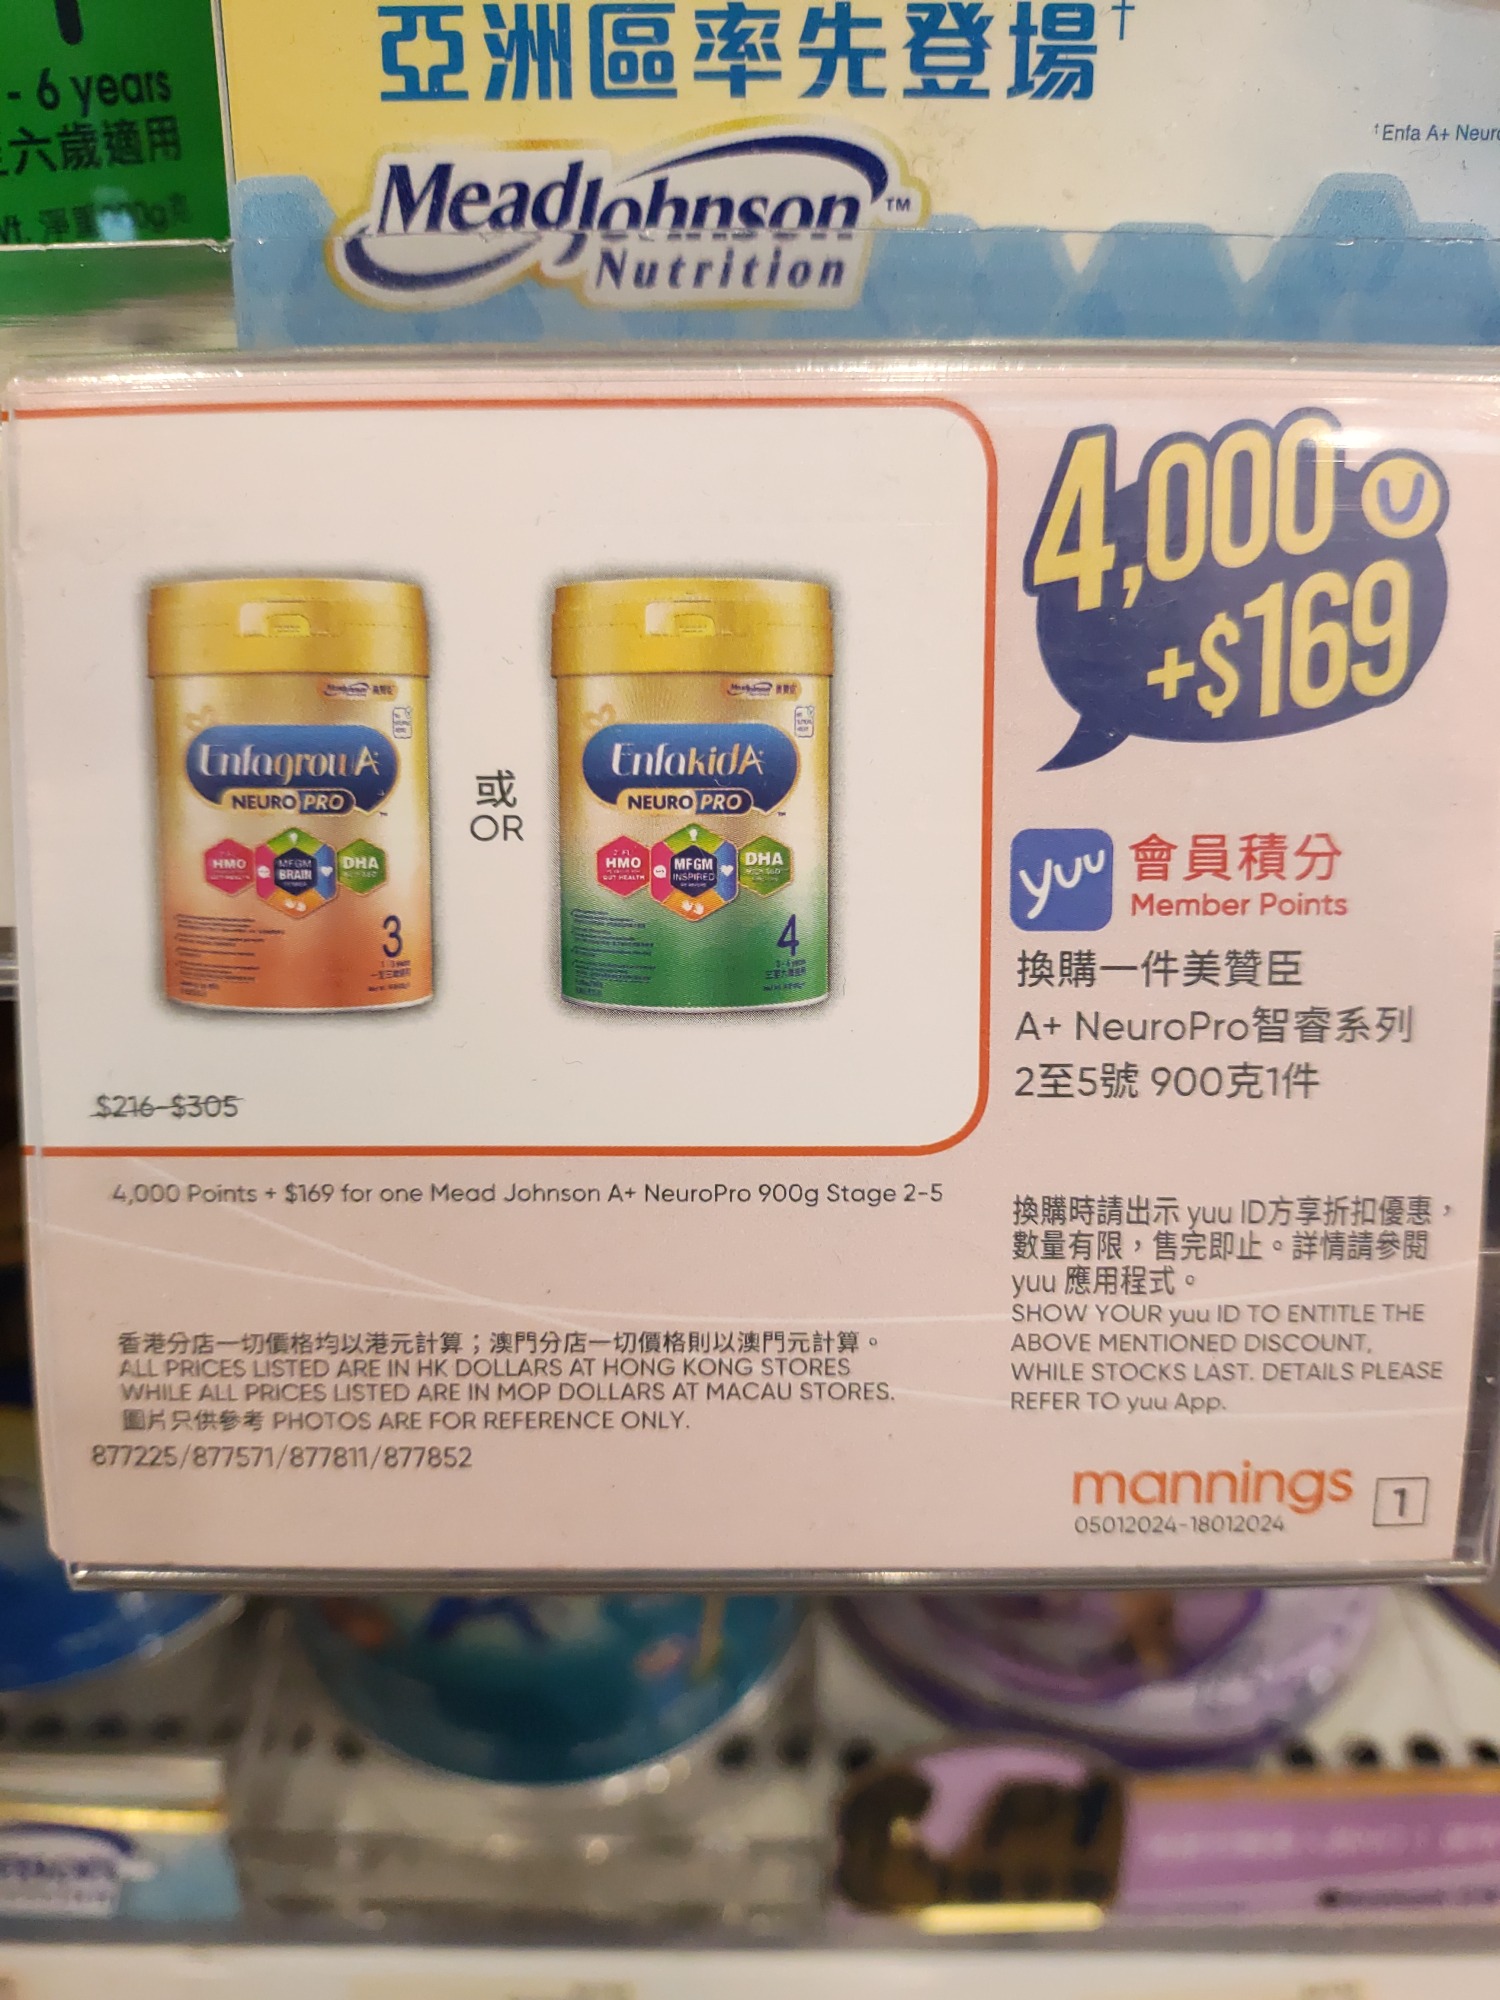 - 6 years
六歲適用
亞洲區率先登場†
†Enfa A+ Neuro
MeadJohnson™
Nutrition
4,000 U
+$169
EnfagrowA+
NEURO PRO
HMO
MFGM
BRAIN
DHA
3
或
OR
EnfakidA+
NEURO PRO
HMO
MFGM
INSPIRED
DHA
4
$216-$305
yuu 會員積分
Member Points
換購一件美贊臣
A+ NeuroPro智睿系列
2至5號 900克1件
4,000 Points + $169 for one Mead Johnson A+ NeuroPro 900g Stage 2-5
換購時請出示 yuu ID方享折扣優惠，
數量有限，售完即止。詳情請參閱
yuu 應用程式。
SHOW YOUR yuu ID TO ENTITLE THE
ABOVE MENTIONED DISCOUNT,
WHILE STOCKS LAST. DETAILS PLEASE
REFER TO yuu App.
香港分店一切價格均以港元計算；澳門分店一切價格則以澳門元計算。
ALL PRICES LISTED ARE IN HK DOLLARS AT HONG KONG STORES
WHILE ALL PRICES LISTED ARE IN MOP DOLLARS AT MACAU STORES.
圖片只供參考 PHOTOS ARE FOR REFERENCE ONLY.
877225/877571/877811/877852
mannings 1
05012024-18012024